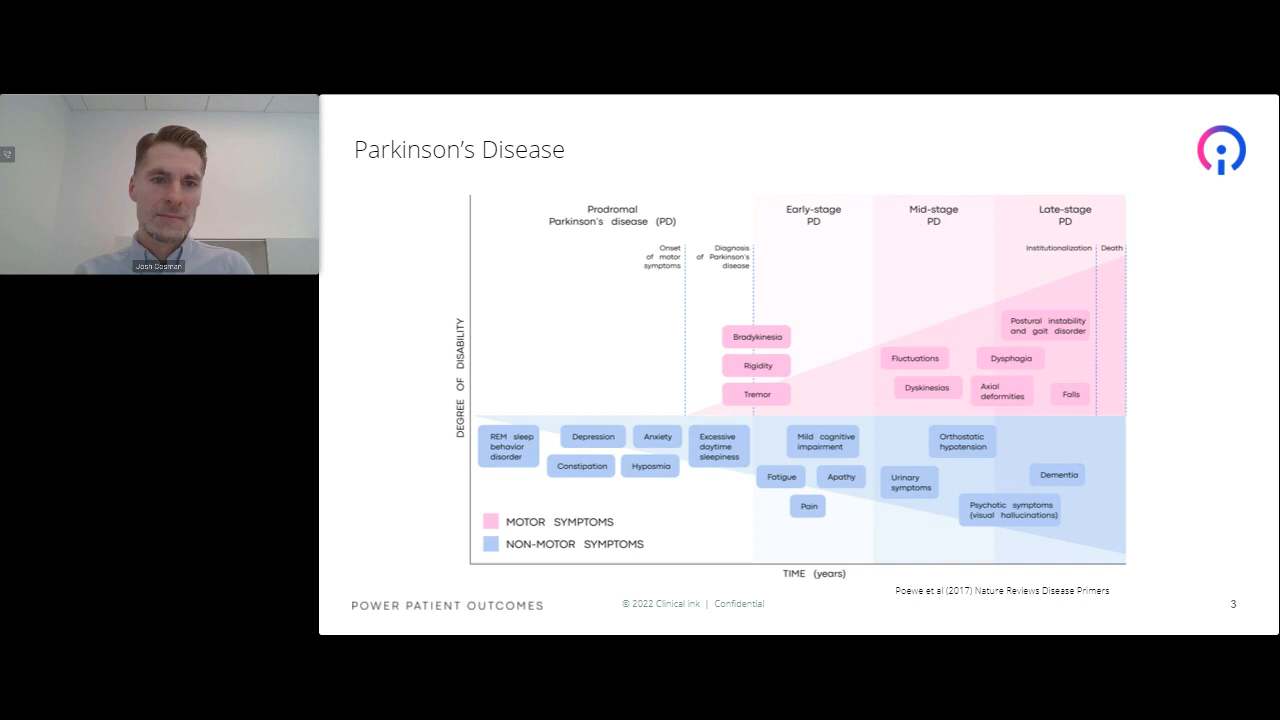 Josh Cosman
Parkinson's Disease
Prodromal
Parkinson's disease (PD)
Early-stage
PD
Mid-stage
PD
Late-stage
PD
Onset
of motor
symptoms
Diagnosis
of Parkinson's
disease
Institutionalization
Death
DEGREE OF DISABILITY
Bradykinesia
Rigidity
Tremor
Fluctuations
Dyskinesias
Postural instability
and gait disorder
Dysphagia
Axial
deformities
Falls
REM sleep
behavior
disorder
Depression
Anxiety
Constipation
Hyposmia
Excessive
daytime
sleepiness
Mild cognitive
impairment
Fatigue
Apathy
Pain
Orthostatic
hypotension
Urinary
symptoms
Dementia
Psychotic symptoms
(visual hallucinations)
MOTOR SYMPTOMS
NON-MOTOR SYMPTOMS
TIME (years)
Poewe et al (2017) Nature Reviews Disease Primers
POWER PATIENT OUTCOMES
© 2022 Clinical ink | Confidential
3